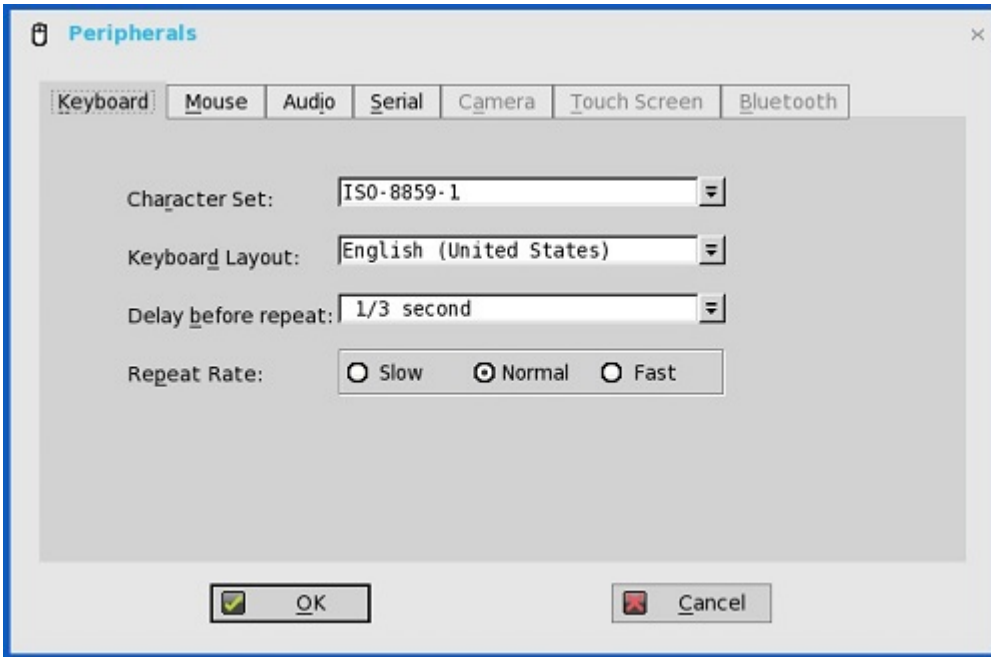 Peripherals
Keyboard Mouse Audio Serial Camera Touch Screen Bluetooth
Character Set: ISO-8859-1
Keyboard Layout: English (United States)
Delay before repeat: 1/3 second
Repeat Rate: Slow Normal Fast
OK Cancel